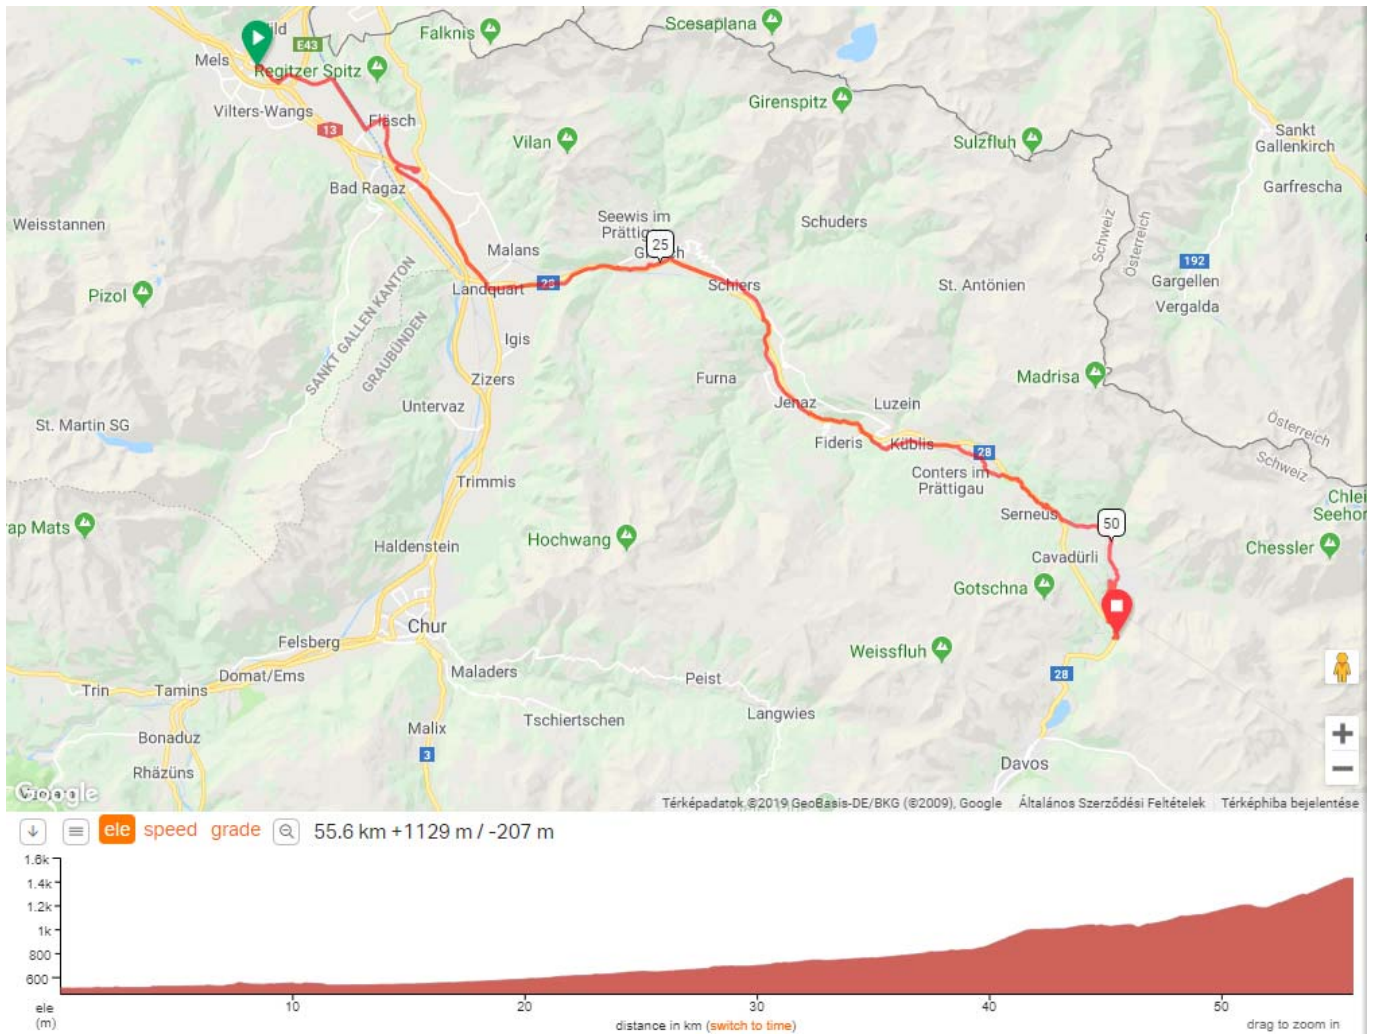 Scesaplana
Falknis
E43
Mels
Regitzer Spitz
Girenspitz
Vilters-Wangs
13
Fläsch
Vilan
Sulzfluh
Sankt
Gallenkirch
Bad Ragaz
Garfrescha
Weisstannen
Seewis im
Schuders
Schweiz
Österreich
25
Malans
192
Pizol
Landquart
Schiers
St. Antönien
Gargellen
Vergalda
SANKT GALLEN KANTON
GRAUBÜNDEN
Igis
Zizers
Furna
Madrisa
Untervaz
Jenaz
Luzein
St. Martin SG
Fideris
Küblis
Österreich
Schweiz
28
Conters im
Prättigau
Trimmis
Serneus
50
Haldenstein
Hochwang
Chessler
Cavadürli
Gotschna
Chur
Felsberg
Weissfluh
Maladers
Domat/Ems
Peist
28
Trin
Tamins
Langwies
Tschiertschen
Malix
Bonaduz
3
Davos
Rhäzüns
Google
Térképadatok ©2019 GeoBasis-DE/BKG (©2009), Google Általános Szerződési Feltételek Térképhiba bejelentése
ele speed grade 55.6 km +1129 m / -207 m
1.6k
1.4k
1.2k
1k
800
600
10 20 30 40 50
ele
(m)
distance in km (switch to time)
drag to zoom in